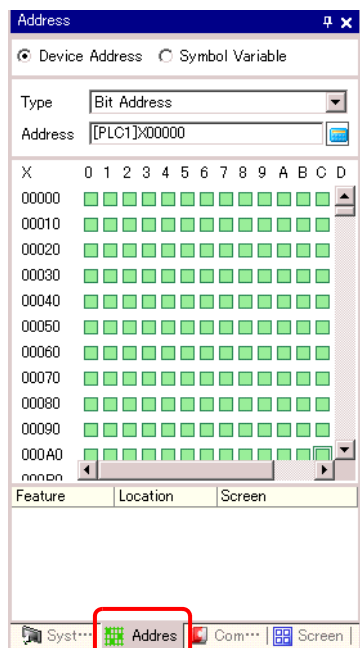 Address
Device Address Symbol Variable
Type Bit Address
Address [PLC1]X00000
X 0 1 2 3 4 5 6 7 8 9 A B C D
00000
00010
00020
00030
00040
00050
00060
00070
00080
00090
000A0
000B0
Feature Location Screen
Syst… Addres Com… Screen